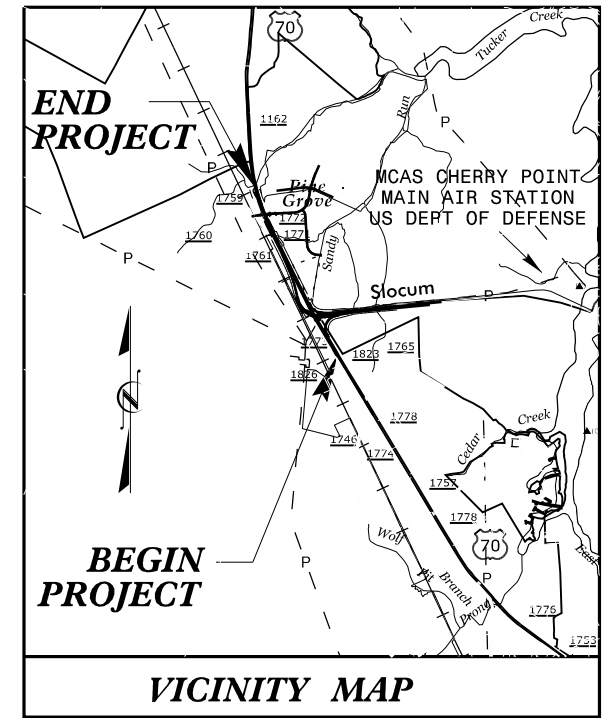 Creek
70
Tucker
END
PROJECT
Run
1162
P
P
MCAS CHERRY POINT
MAIN AIR STATION
US DEPT OF DEFENSE
Pine
Grove
1759
1772
1760
1771
1761
Sandy
P
Slocum
P
1823
1765
1826
1778
Creek
Cedar
1746
1774
1757
1778
70
Wolf
BEGIN
PROJECT
P
Pit
Branch
P
Prong
East
1776
1753
VICINITY MAP